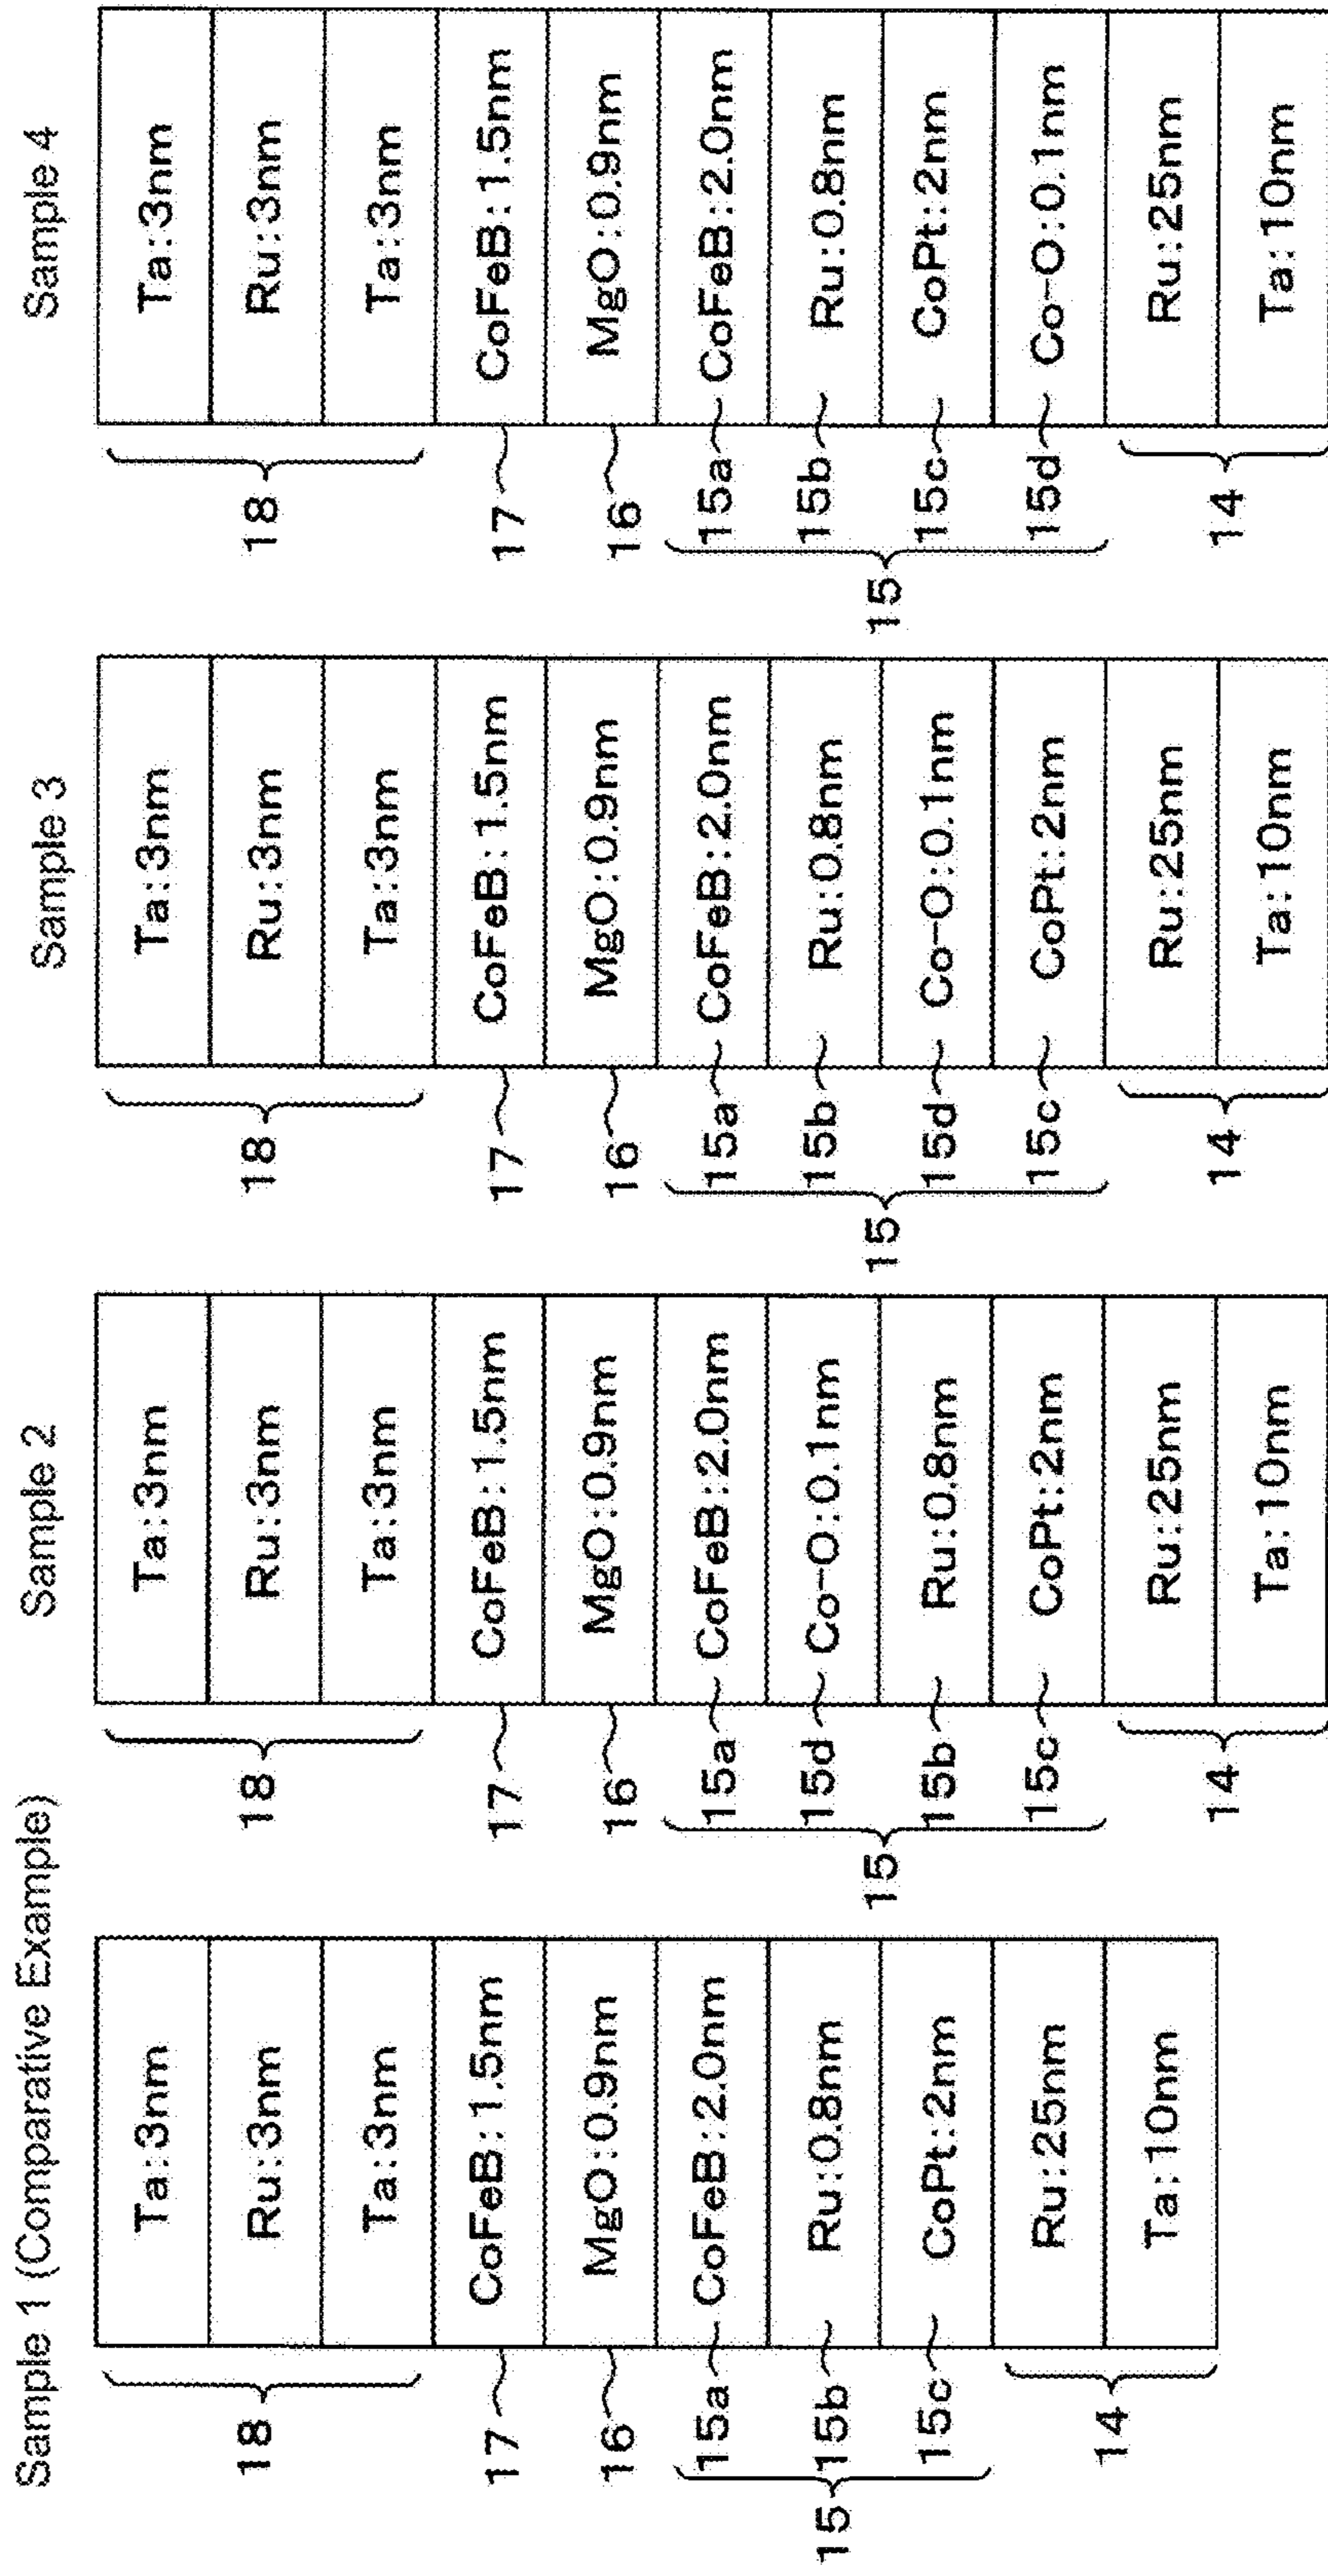 Sample 1 (Comparative Example)
18
Ta:3nm
Ru:3nm
Ta:3nm
17
CoFeB:1.5nm
16
MgO:0.9nm
15
15a
CoFeB:2.0nm
15b
Ru:0.8nm
15c
CoPt:2nm
14
Ru:25nm
Ta:10nm
Sample 2
18
Ta:3nm
Ru:3nm
Ta:3nm
17
CoFeB:1.5nm
16
MgO:0.9nm
15
15a
CoFeB:2.0nm
15d
Co-O:0.1nm
15b
Ru:0.8nm
15c
CoPt:2nm
14
Ru:25nm
Ta:10nm
Sample 3
18
Ta:3nm
Ru:3nm
Ta:3nm
17
CoFeB:1.5nm
16
MgO:0.9nm
15
15a
CoFeB:2.0nm
15b
Ru:0.8nm
15d
Co-O:0.1nm
15c
CoPt:2nm
14
Ru:25nm
Ta:10nm
Sample 4
18
Ta:3nm
Ru:3nm
Ta:3nm
17
CoFeB:1.5nm
16
MgO:0.9nm
15
15a
CoFeB:2.0nm
15b
Ru:0.8nm
15c
CoPt:2nm
15d
Co-O:0.1nm
14
Ru:25nm
Ta:10nm